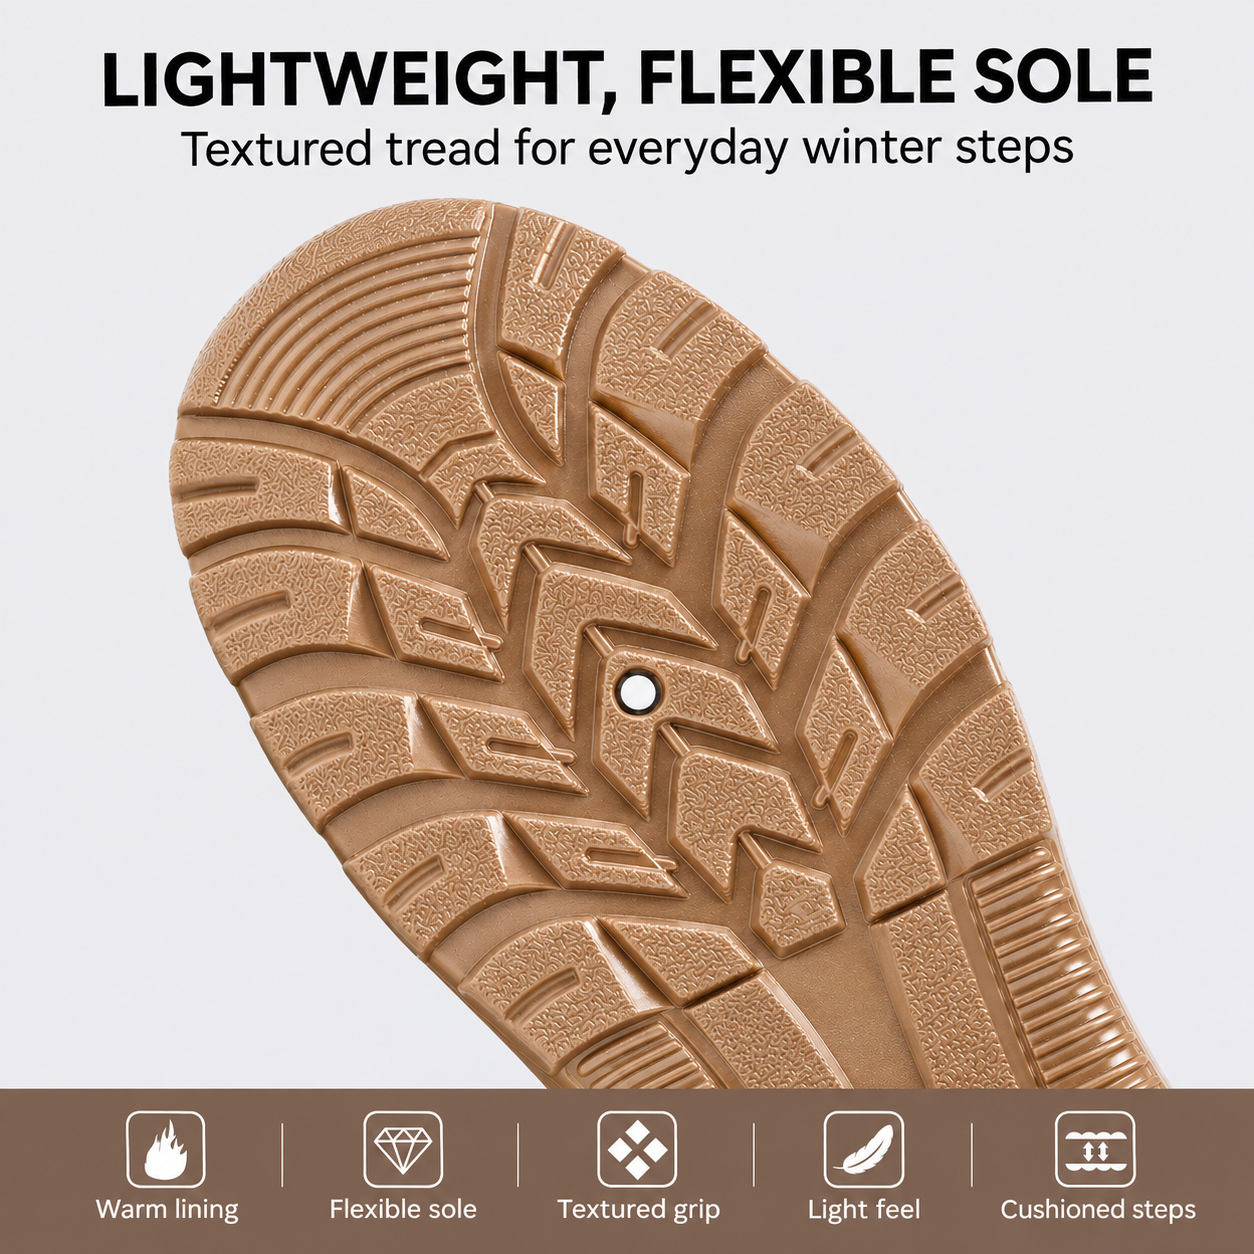 LIGHTWEIGHT, FLEXIBLE SOLE
Textured tread for everyday winter steps
Warm lining
Flexible sole
Textured grip
Light feel
Cushioned steps